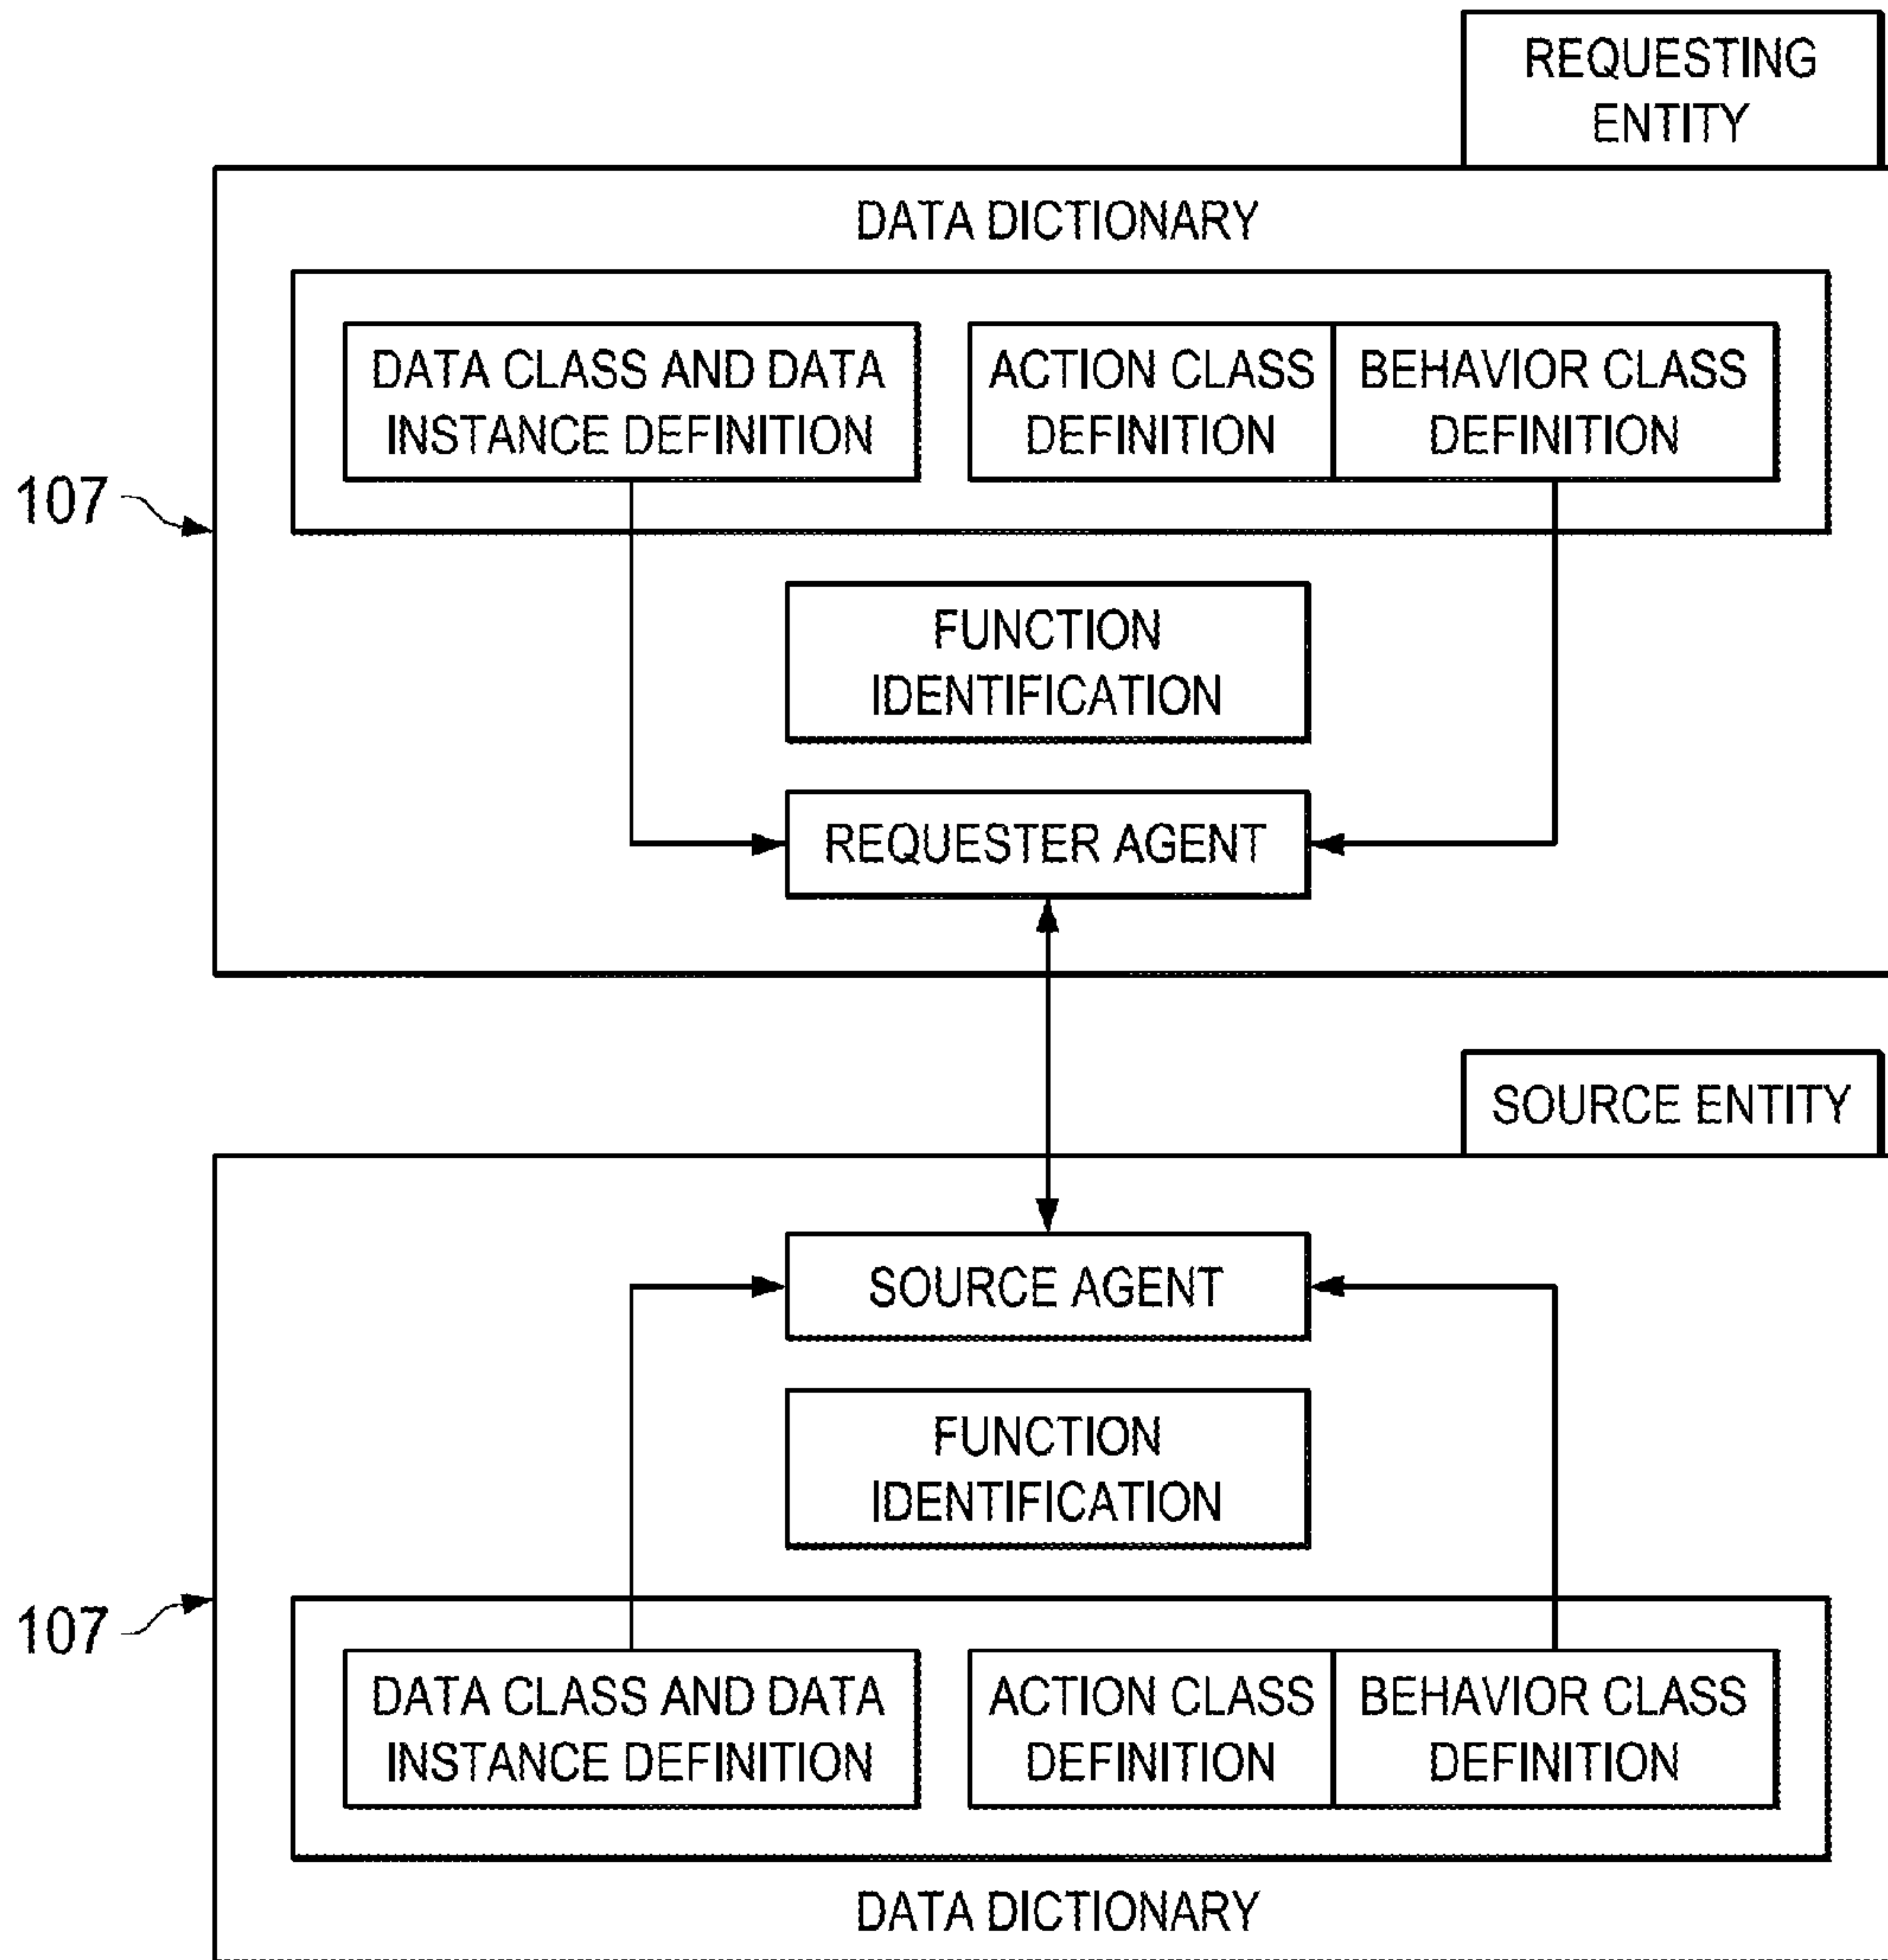 REQUESTING
ENTITY
DATA DICTIONARY
DATA CLASS AND DATA
INSTANCE DEFINITION
ACTION CLASS
DEFINITION
BEHAVIOR CLASS
DEFINITION
107
FUNCTION
IDENTIFICATION
REQUESTER AGENT
SOURCE ENTITY
SOURCE AGENT
FUNCTION
IDENTIFICATION
107
DATA CLASS AND DATA
INSTANCE DEFINITION
ACTION CLASS
DEFINITION
BEHAVIOR CLASS
DEFINITION
DATA DICTIONARY